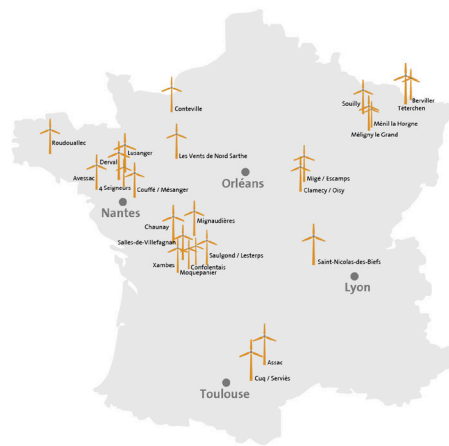 Berviller
Téterchen
Souilly
Conteville
Ménil la Horgne
Méligny le Grand
Roudouallec
Lusanger
Les Vents de Nord Sarthe
Derval
Avessac
Orléans
Migé / Escamps
4 Seigneurs
Couffé / Mésanger
Clamecy / Oisy
Nantes
Mignaudières
Chaunay
Salles-de-Villefagnan
Saulgond / Lesterps
Xambes
Confolentais
Moquepanier
Saint-Nicolas-des-Biefs
Lyon
Assac
Cuq / Serviès
Toulouse